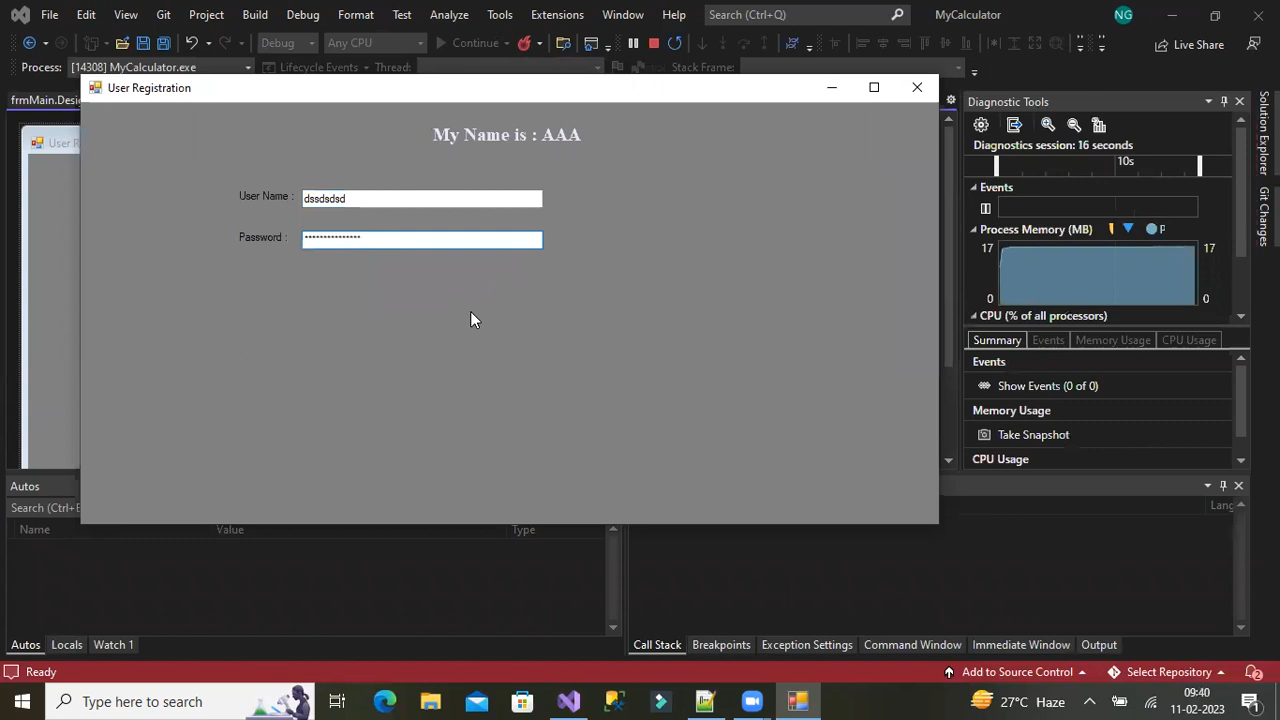 File Edit View Git Project Build Debug Format Test Analyze Tools Extensions Window Help Search (Ctrl+Q) MyCalculator NG
Debug Any CPU Continue Live Share
Process: [14308] MyCalculator.exe Lifecycle Events Thread: Stack Frame:
frmMain.Desi
User Registration
My Name is : AAA
User Name : dssdsdsd
Password : ***************
User R
Diagnostic Tools
Diagnostics session: 16 seconds
10s
Events
Process Memory (MB) P
17 17
0 0
CPU (% of all processors)
Summary Events Memory Usage CPU Usage
Events
Show Events (0 of 0)
Memory Usage
Take Snapshot
CPU Usage
Solution Explorer
Git Changes
Autos
Search (Ctrl+E
Name Value Type
Lang
Autos Locals Watch 1
Call Stack Breakpoints Exception Settings Command Window Immediate Window Output
Ready Add to Source Control Select Repository 2
Type here to search
27°C Haze
09:40
11-02-2023
1